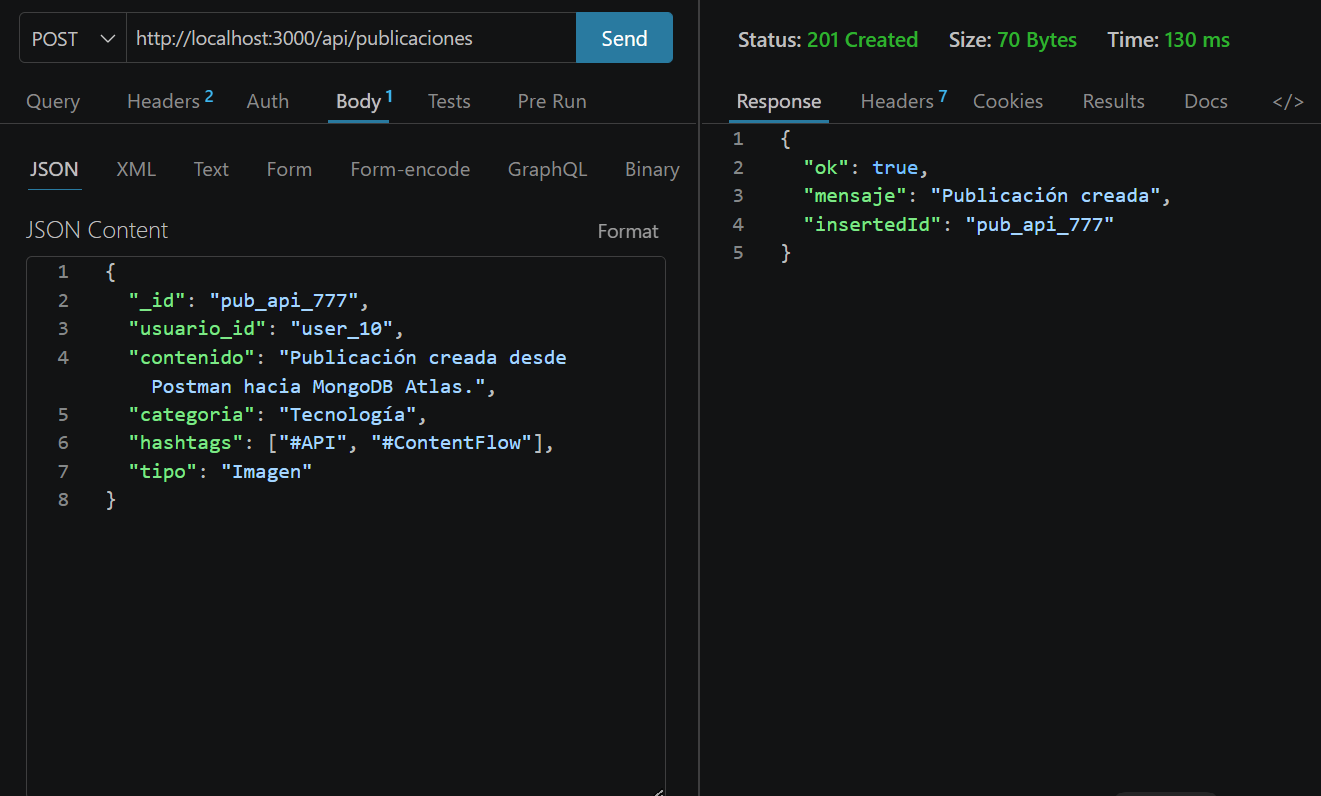 POST http://localhost:3000/api/publicaciones Send
Query Headers 2 Auth Body 1 Tests Pre Run
JSON XML Text Form Form-encode GraphQL Binary
JSON Content Format
1 {
2 "_id": "pub_api_777",
3 "usuario_id": "user_10",
4 "contenido": "Publicación creada desde
Postman hacia MongoDB Atlas.",
5 "categoria": "Tecnología",
6 "hashtags": ["#API", "#ContentFlow"],
7 "tipo": "Imagen"
8 }
Status: 201 Created Size: 70 Bytes Time: 130 ms
Response Headers 7 Cookies Results Docs </>
1 {
2 "ok": true,
3 "mensaje": "Publicación creada",
4 "insertedId": "pub_api_777"
5 }